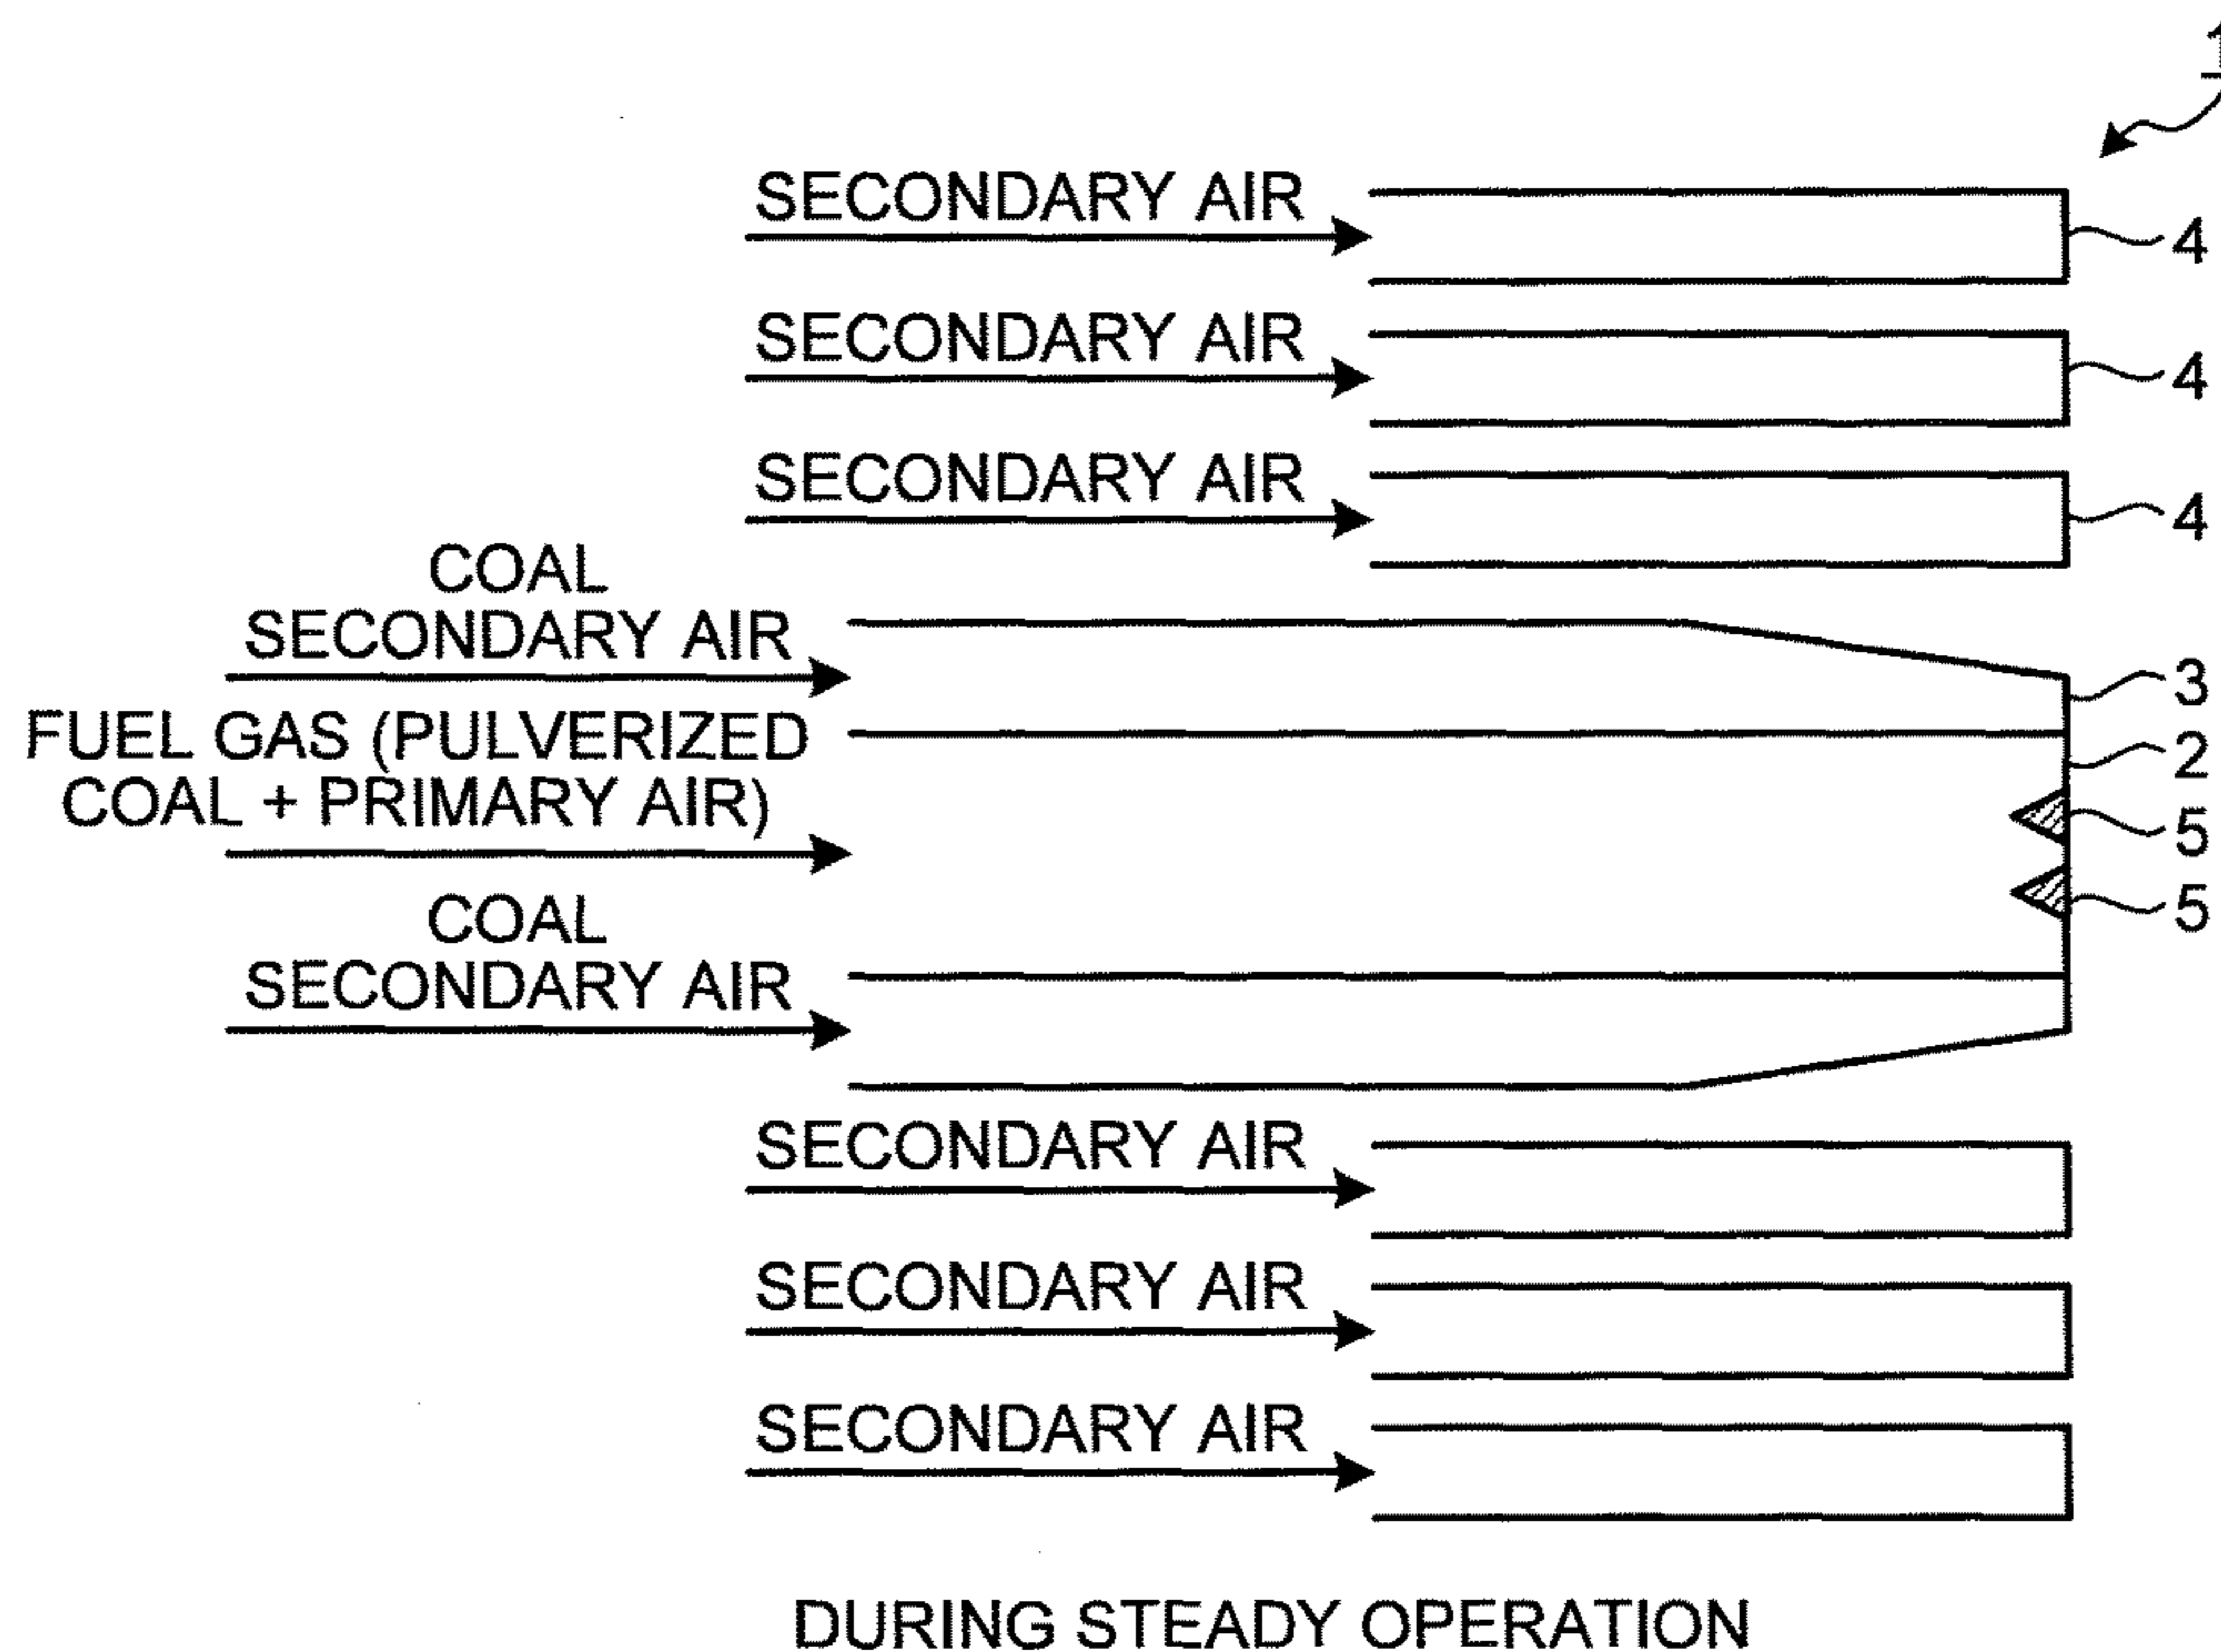 1
SECONDARY AIR
4
SECONDARY AIR
4
SECONDARY AIR
4
COAL
SECONDARY AIR
3
FUEL GAS (PULVERIZED
COAL + PRIMARY AIR)
2
5
5
COAL
SECONDARY AIR
SECONDARY AIR
SECONDARY AIR
SECONDARY AIR
DURING STEADY OPERATION